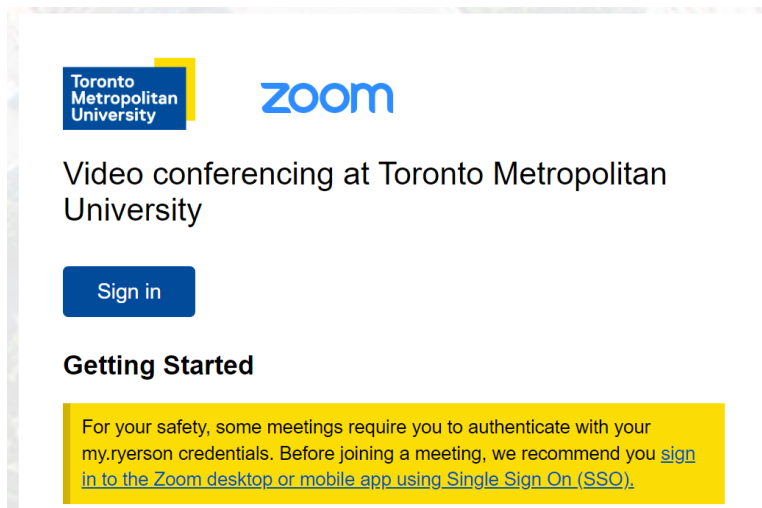 Toronto
Metropolitan
University
zoom
Video conferencing at Toronto Metropolitan
University
Sign in
Getting Started
For your safety, some meetings require you to authenticate with your
my.ryerson credentials. Before joining a meeting, we recommend you sign
in to the Zoom desktop or mobile app using Single Sign On (SSO).